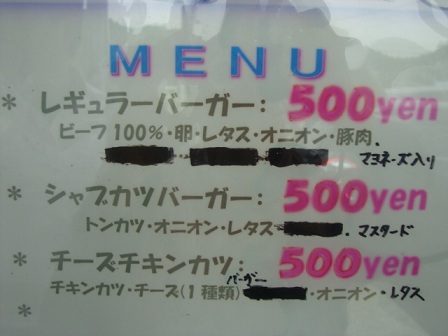 MENU
* レギュラーバーガー: 500yen
ビーフ100%・卵・レタス・オニオン・豚肉、
マヨネーズ入り
* シャブカツバーガー: 500yen
トンカツ・オニオン・レタス・ 、マスタード
バーガー
* チーズチキンカツ: 500yen
チキンカツ・チーズ(1種類) ・オニオン・レタス
*